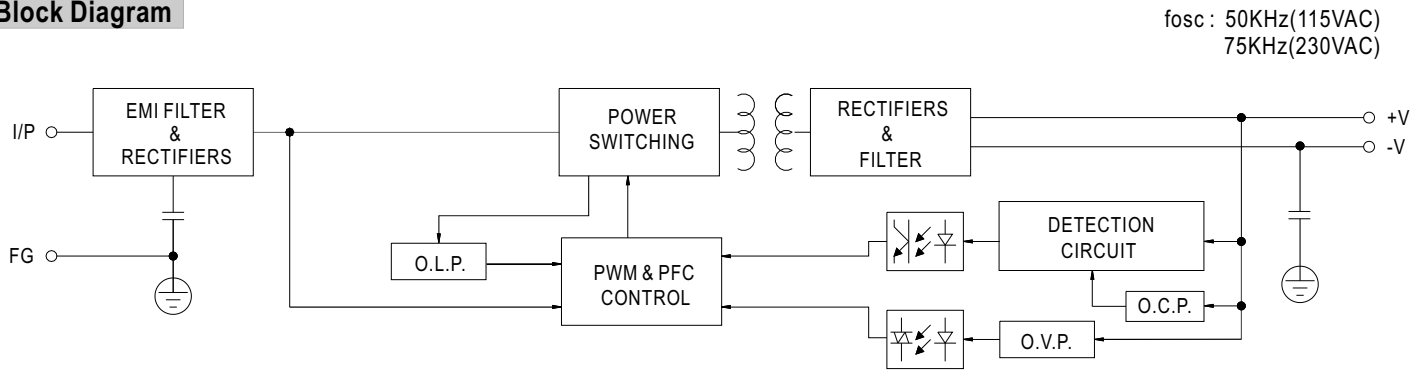 Block Diagram
fosc : 50KHz(115VAC)
75KHz(230VAC)
I/P
EMI FILTER
&
RECTIFIERS
POWER
SWITCHING
RECTIFIERS
&
FILTER
+V
-V
FG
O.L.P.
PWM & PFC
CONTROL
DETECTION
CIRCUIT
O.C.P.
O.V.P.